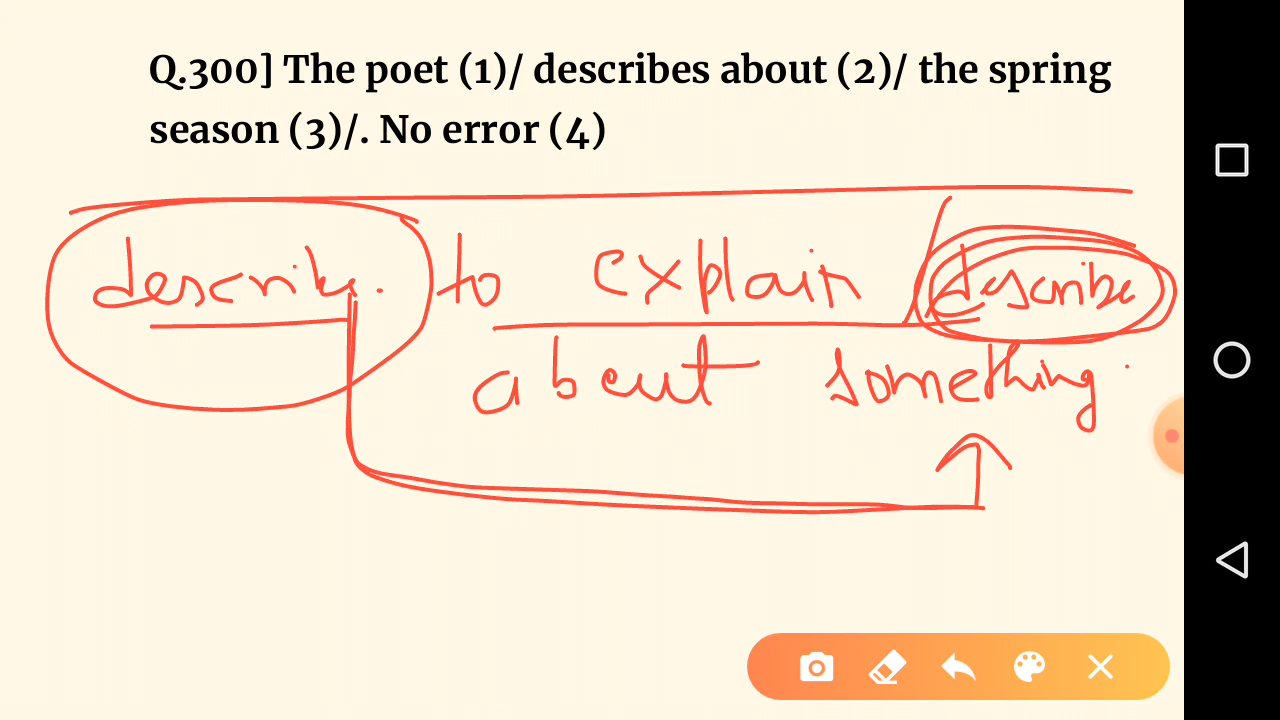 Q.300] The poet (1)/ describes about (2)/ the spring
season (3)/. No error (4)
describe. to explain / describe
about something.